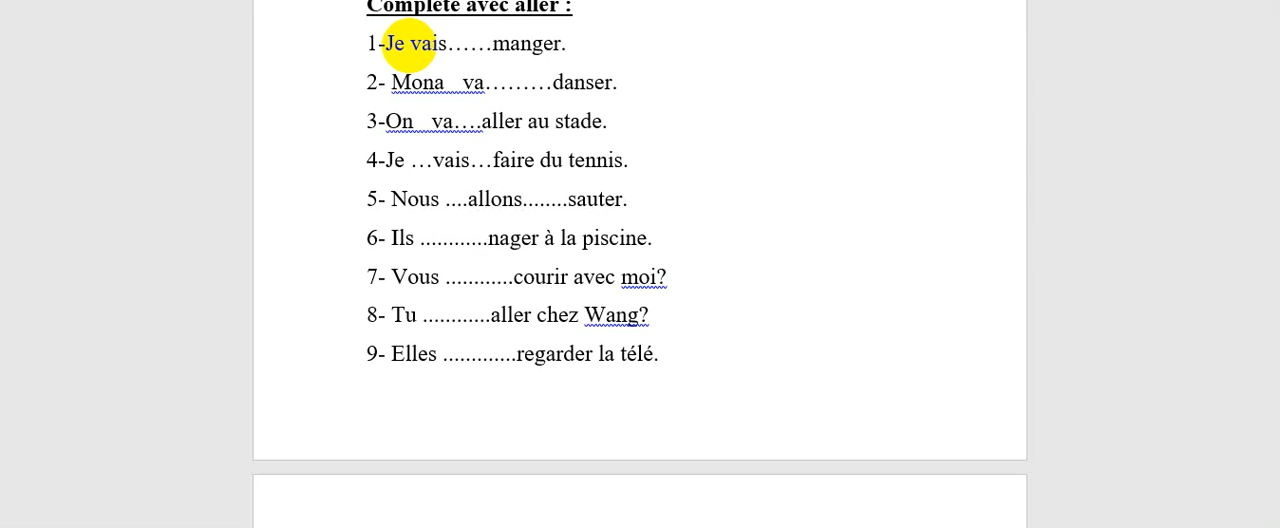 Complète avec aller :
1-Je vais……manger.
2- Mona va………danser.
3-On va….aller au stade.
4-Je …vais…faire du tennis.
5- Nous ....allons........sauter.
6- Ils ............nager à la piscine.
7- Vous ............courir avec moi?
8- Tu ............aller chez Wang?
9- Elles .............regarder la télé.